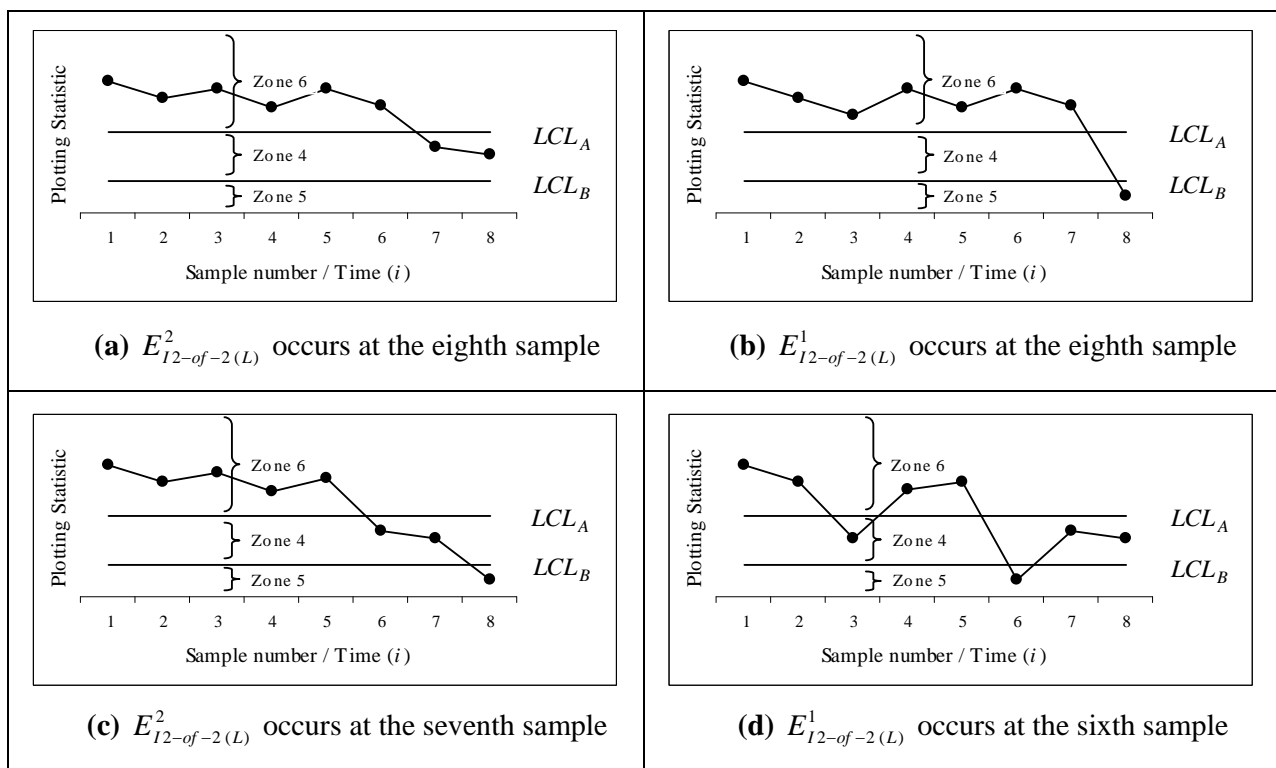 Plotting Statistic
Zone 6
Zone 4
Zone 5
LCL_A
LCL_B
1 2 3 4 5 6 7 8
Sample number / Time (i)
(a) E^2_{I2-of-2(L)} occurs at the eighth sample
Plotting Statistic
Zone 6
Zone 4
Zone 5
LCL_A
LCL_B
1 2 3 4 5 6 7 8
Sample number / Time (i)
(b) E^1_{I2-of-2(L)} occurs at the eighth sample
Plotting Statistic
Zone 6
Zone 4
Zone 5
LCL_A
LCL_B
1 2 3 4 5 6 7 8
Sample number / Time (i)
(c) E^2_{I2-of-2(L)} occurs at the seventh sample
Plotting Statistic
Zone 6
Zone 4
Zone 5
LCL_A
LCL_B
1 2 3 4 5 6 7 8
Sample number / Time (i)
(d) E^1_{I2-of-2(L)} occurs at the sixth sample